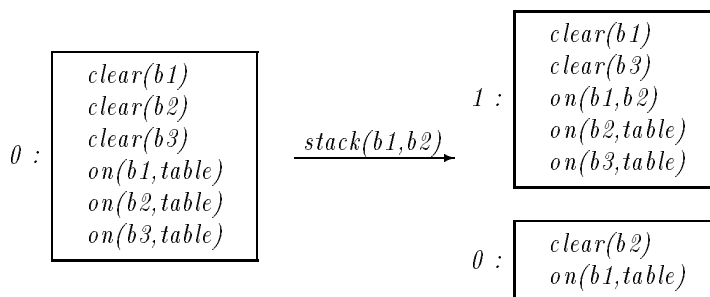 0 :
clear(b1)
clear(b2)
clear(b3)
on(b1,table)
on(b2,table)
on(b3,table)
stack(b1,b2)
1 :
clear(b1)
clear(b3)
on(b1,b2)
on(b2,table)
on(b3,table)
0 :
clear(b2)
on(b1,table)